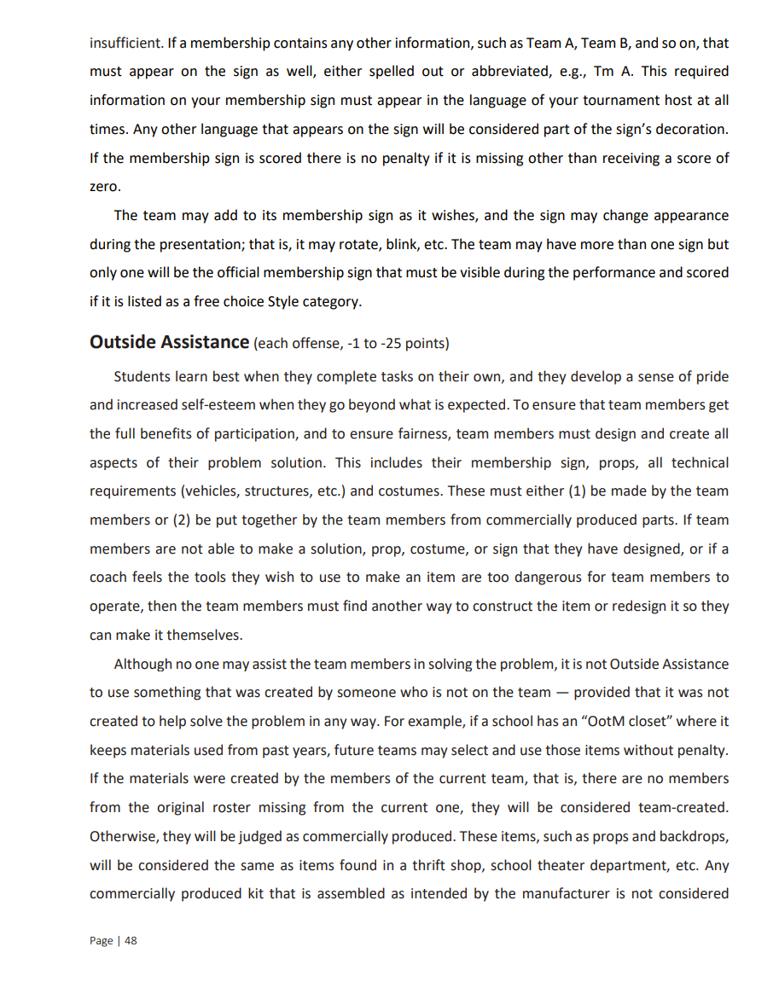 insufficient. If a membership contains any other information, such as Team A, Team B, and so on, that
must appear on the sign as well, either spelled out or abbreviated, e.g., Tm A. This required
information on your membership sign must appear in the language of your tournament host at all
times. Any other language that appears on the sign will be considered part of the sign’s decoration.
If the membership sign is scored there is no penalty if it is missing other than receiving a score of
zero.
The team may add to its membership sign as it wishes, and the sign may change appearance
during the presentation; that is, it may rotate, blink, etc. The team may have more than one sign but
only one will be the official membership sign that must be visible during the performance and scored
if it is listed as a free choice Style category.
Outside Assistance (each offense, -1 to -25 points)
Students learn best when they complete tasks on their own, and they develop a sense of pride
and increased self-esteem when they go beyond what is expected. To ensure that team members get
the full benefits of participation, and to ensure fairness, team members must design and create all
aspects of their problem solution. This includes their membership sign, props, all technical
requirements (vehicles, structures, etc.) and costumes. These must either (1) be made by the team
members or (2) be put together by the team members from commercially produced parts. If team
members are not able to make a solution, prop, costume, or sign that they have designed, or if a
coach feels the tools they wish to use to make an item are too dangerous for team members to
operate, then the team members must find another way to construct the item or redesign it so they
can make it themselves.
Although no one may assist the team members in solving the problem, it is not Outside Assistance
to use something that was created by someone who is not on the team — provided that it was not
created to help solve the problem in any way. For example, if a school has an “OotM closet” where it
keeps materials used from past years, future teams may select and use those items without penalty.
If the materials were created by the members of the current team, that is, there are no members
from the original roster missing from the current one, they will be considered team-created.
Otherwise, they will be judged as commercially produced. These items, such as props and backdrops,
will be considered the same as items found in a thrift shop, school theater department, etc. Any
commercially produced kit that is assembled as intended by the manufacturer is not considered
Page | 48